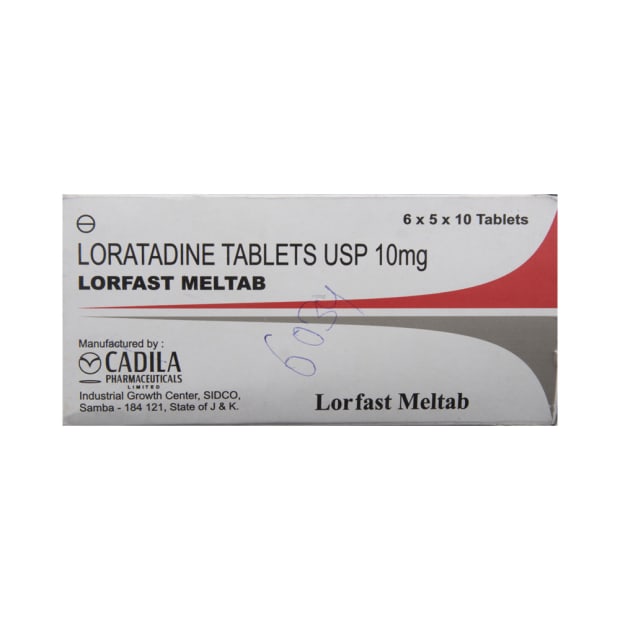 6 x 5 x 10 Tablets
LORATADINE TABLETS USP 10mg
LORFAST MELTAB
Manufactured by :
CADILA
PHARMACEUTICALS
LIMITED
Industrial Growth Center, SIDCO,
Samba - 184 121, State of J & K.
Lorfast Meltab